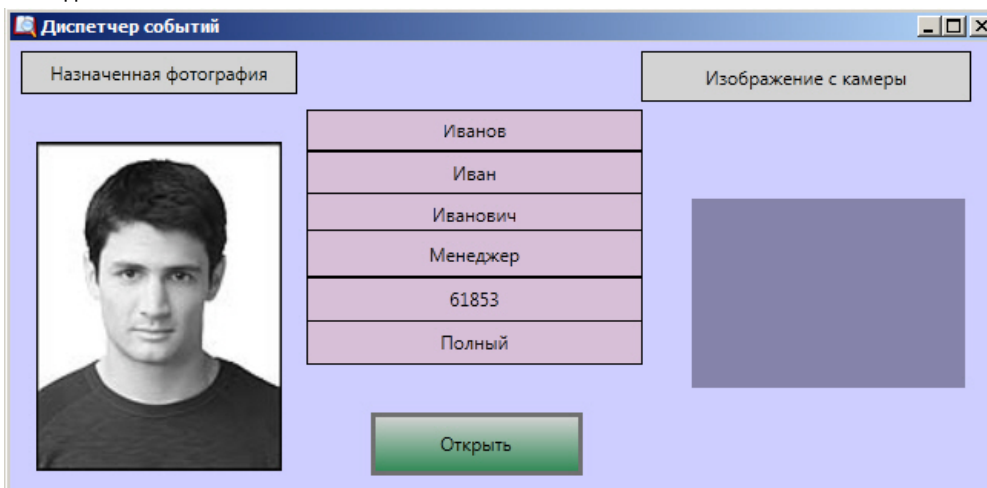 Диспетчер событий
Назначенная фотография
Изображение с камеры
Иванов
Иван
Иванович
Менеджер
61853
Полный
Открыть